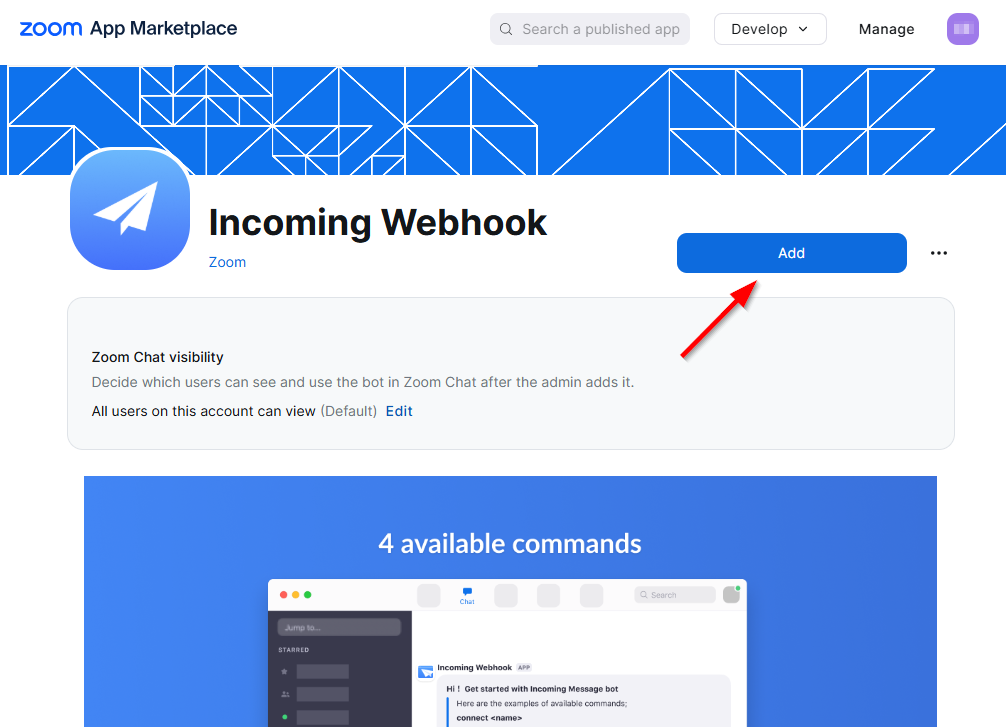 zoom App Marketplace
Search a published app
Develop
Manage
Incoming Webhook
Zoom
Add
Zoom Chat visibility
Decide which users can see and use the bot in Zoom Chat after the admin adds it.
All users on this account can view (Default) Edit
4 available commands
Chat
Search
Jump to...
STARRED
Incoming Webhook APP
Hi ! Get started with Incoming Message bot
Here are the examples of available commands;
connect <name>